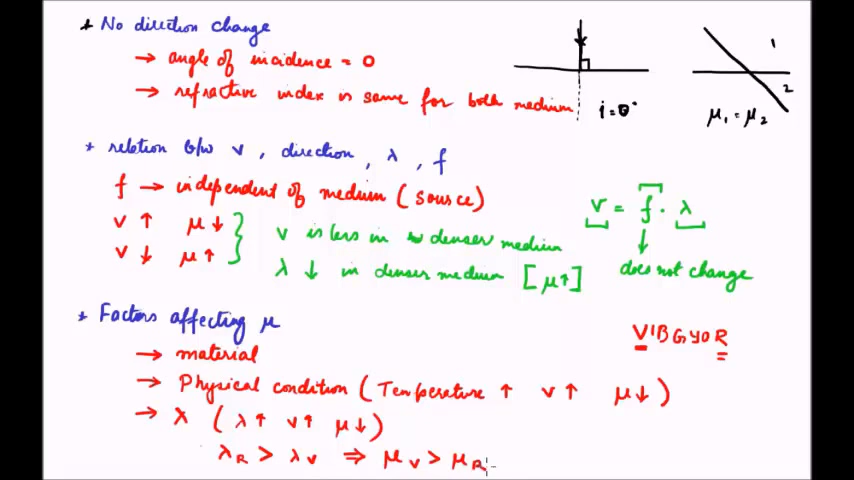 * No direction change
→ angle of incidence = 0
→ refractive index is same for both medium
i = 0°
1
2
μ1 = μ2
* relation b/w v, direction, λ, f
f → independent of medium (source)
v ↑ μ ↓
v ↓ μ ↑
v is less in denser medium
λ ↓ in denser medium [μ↑]
v = f . λ
does not change
* Factors affecting μ
→ material
→ Physical condition (Temperature ↑ v ↑ μ↓)
→ λ (λ↑ v↑ μ↓)
λR > λV ⇒ μV > μR
VIBGYOR